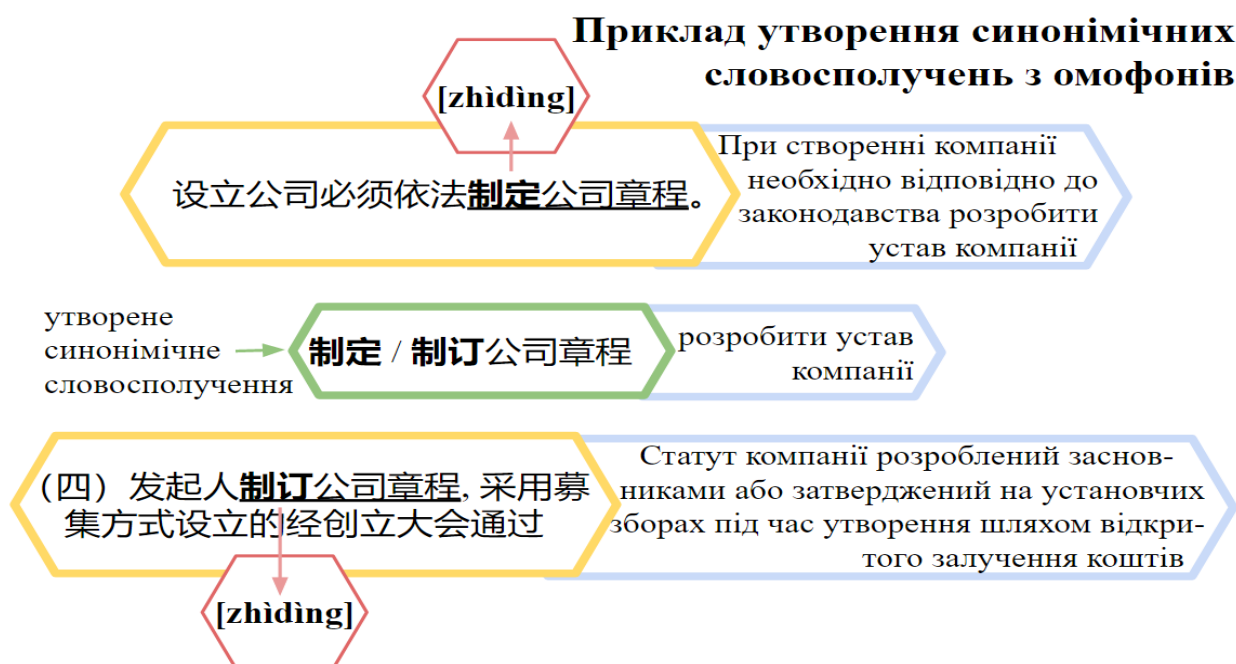 Приклад утворення синонімічних
словосполучень з омофонів
[zhìdìng]
设立公司必须依法制定公司章程。
При створенні компанії
необхідно відповідно до
законодавства розробити
устав компанії
утворене
синонімічне
словосполучення
制定 / 制订公司章程
розробити устав
компанії
（四）发起人制订公司章程, 采用募
集方式设立的经创立大会通过
Статут компанії розроблений заснов-
никами або затверджений на установчих
зборах під час утворення шляхом відкри-
того залучення коштів
[zhìdìng]